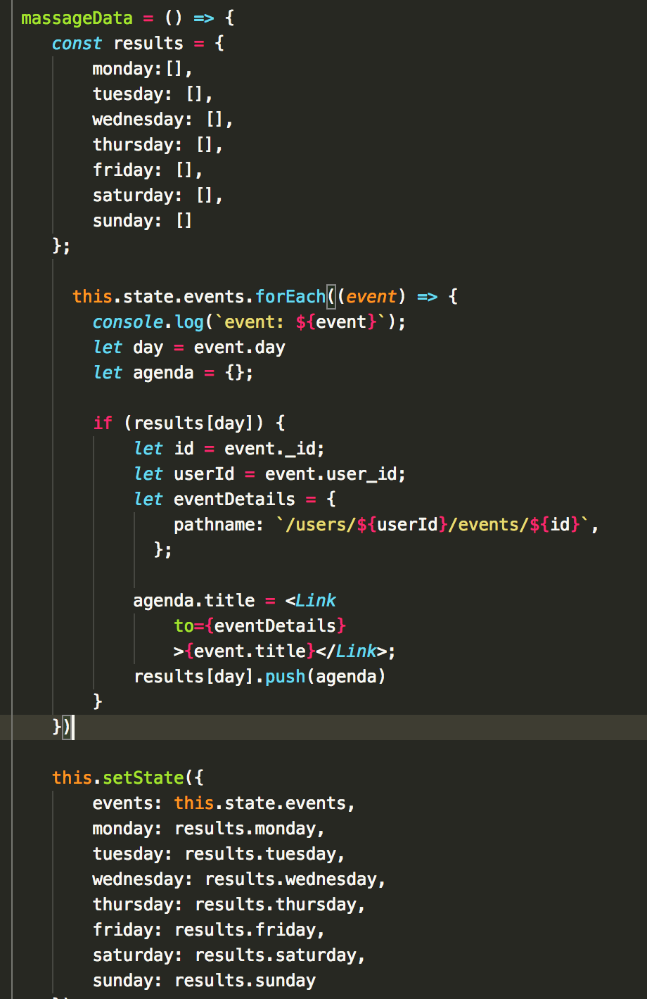 massageData = () => {
const results = {
monday:[],
tuesday: [],
wednesday: [],
thursday: [],
friday: [],
saturday: [],
sunday: []
};
this.state.events.forEach((event) => {
console.log(`event: ${event}`);
let day = event.day
let agenda = {};
if (results[day]) {
let id = event._id;
let userId = event.user_id;
let eventDetails = {
pathname: `/users/${userId}/events/${id}`,
};
agenda.title = <Link
to={eventDetails}
>{event.title}</Link>;
results[day].push(agenda)
}
})
this.setState({
events: this.state.events,
monday: results.monday,
tuesday: results.tuesday,
wednesday: results.wednesday,
thursday: results.thursday,
friday: results.friday,
saturday: results.saturday,
sunday: results.sunday